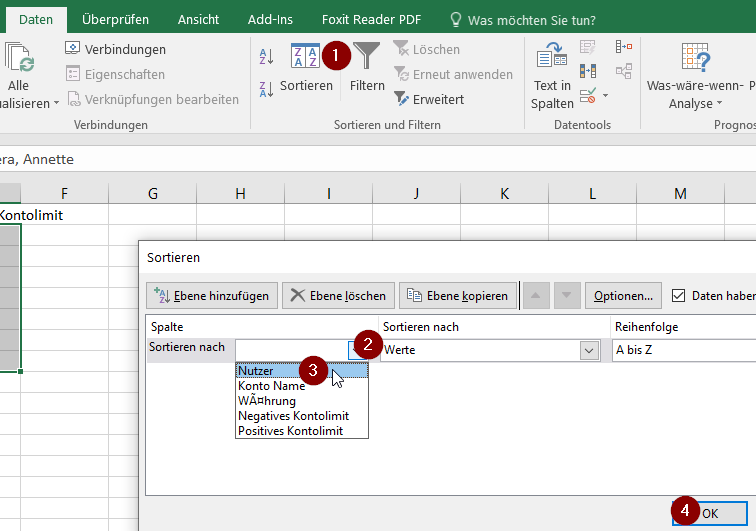 Daten Überprüfen Ansicht Add-Ins Foxit Reader PDF Was möchten Sie tun?
Alle
ualisieren
Verbindungen
Eigenschaften
Verknüpfungen bearbeiten
Verbindungen
A
Z
Z
A
Z A
A Z
Sortieren
1
Filtern
Löschen
Erneut anwenden
Erweitert
Sortieren und Filtern
Text in
Spalten
Datentools
Was-wäre-wenn-
Analyse
P
Prognos
era, Annette
F G H I J K L M
Kontolimit
Sortieren
Ebene hinzufügen Ebene löschen Ebene kopieren Optionen... Daten haben
Spalte Sortieren nach Reihenfolge
Sortieren nach 2 Werte A bis Z
Nutzer 3
Konto Name
WÃ¤hrung
Negatives Kontolimit
Positives Kontolimit
4 OK